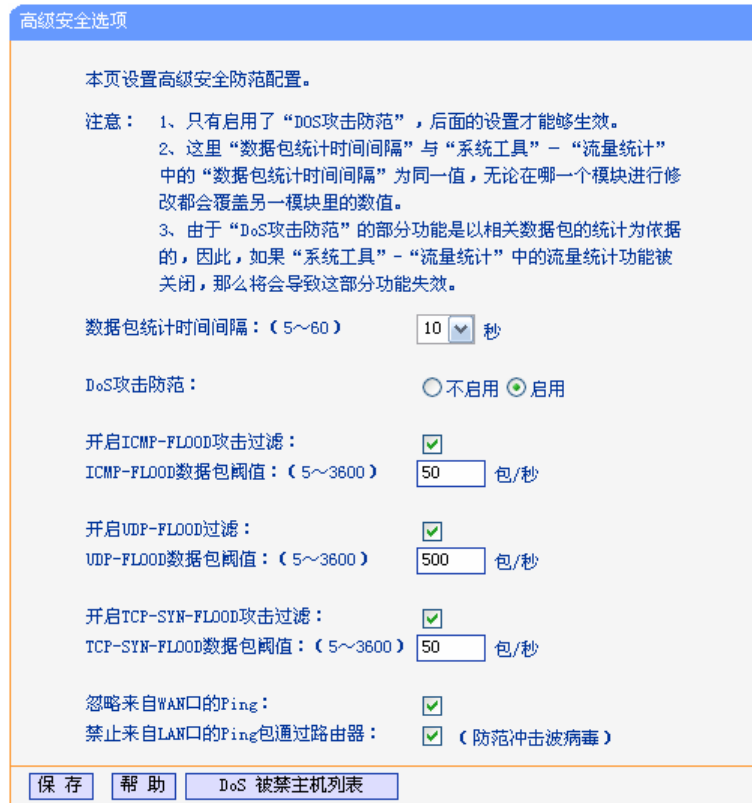 高级安全选项
本页设置高级安全防范配置。
注意： 1、只有启用了“DOS攻击防范”，后面的设置才能够生效。
2、这里“数据包统计时间间隔”与“系统工具”－“流量统计”
中的“数据包统计时间间隔”为同一值，无论在哪一个模块进行修
改都会覆盖另一模块里的数值。
3、由于“DoS攻击防范”的部分功能是以相关数据包的统计为依据
的，因此，如果“系统工具”-“流量统计”中的流量统计功能被
关闭，那么将会导致这部分功能失效。
数据包统计时间间隔：（5～60） 10 秒
DoS攻击防范： 不启用 启用
开启ICMP-FLOOD攻击过滤：
ICMP-FLOOD数据包阈值：（5～3600） 50 包/秒
开启UDP-FLOOD过滤：
UDP-FLOOD数据包阈值：（5～3600） 500 包/秒
开启TCP-SYN-FLOOD攻击过滤：
TCP-SYN-FLOOD数据包阈值：（5～3600） 50 包/秒
忽略来自WAN口的Ping：
禁止来自LAN口的Ping包通过路由器： （防范冲击波病毒）
保 存 帮 助 DoS 被禁主机列表